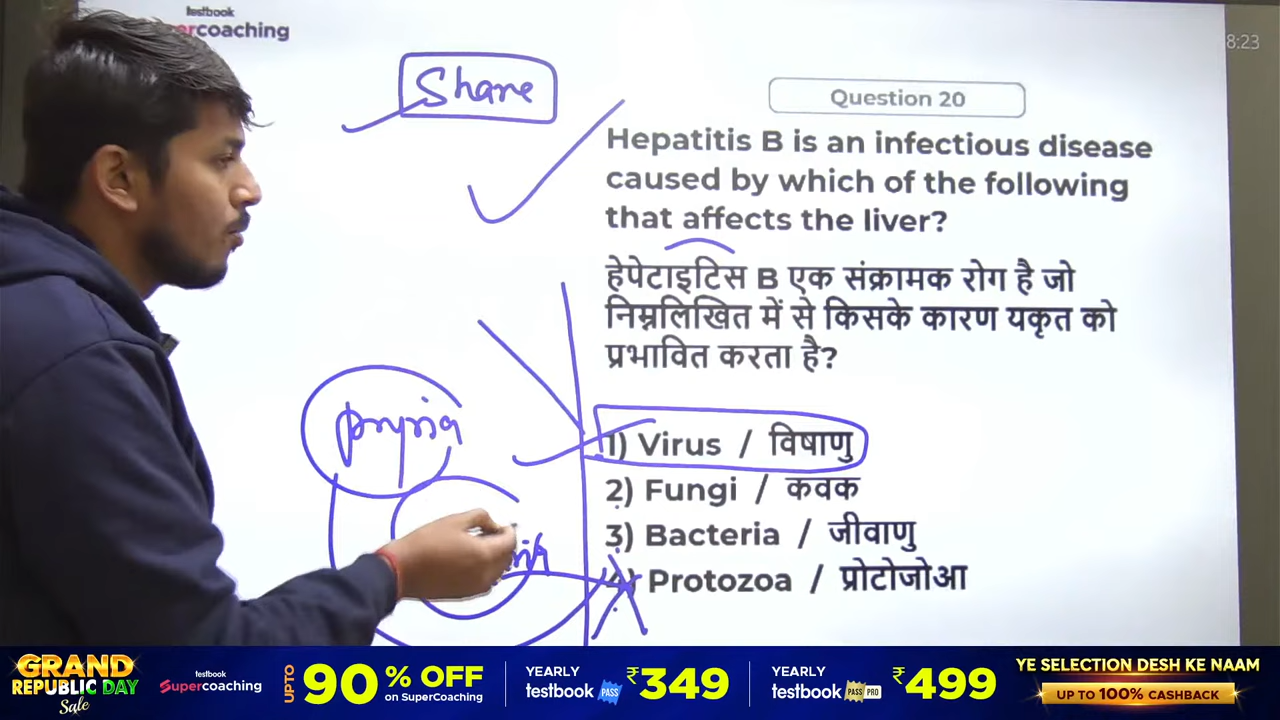 testbook
Supercoaching
8:23
Share
Question 20
Hepatitis B is an infectious disease
caused by which of the following
that affects the liver?
हेपेटाइटिस B एक संक्रामक रोग है जो
निम्नलिखित में से किसके कारण यकृत को
प्रभावित करता है?
1) Virus / विषाणु
2) Fungi / कवक
3) Bacteria / जीवाणु
4) Protozoa / प्रोटोजोआ
GRAND
REPUBLIC DAY
Sale
testbook
Supercoaching
UPTO 90% OFF
on SuperCoaching
YEARLY
testbook PASS ₹349
YEARLY
testbook PASS PRO ₹499
YE SELECTION DESH KE NAAM
UP TO 100% CASHBACK